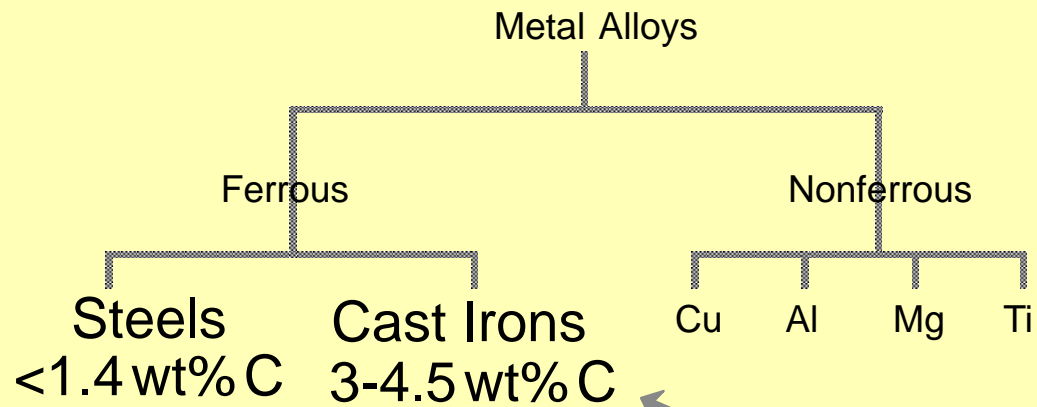 Metal Alloys
Ferrous
Nonferrous
Steels
<1.4 wt% C
Cast Irons
3-4.5 wt% C
Cu
Al
Mg
Ti